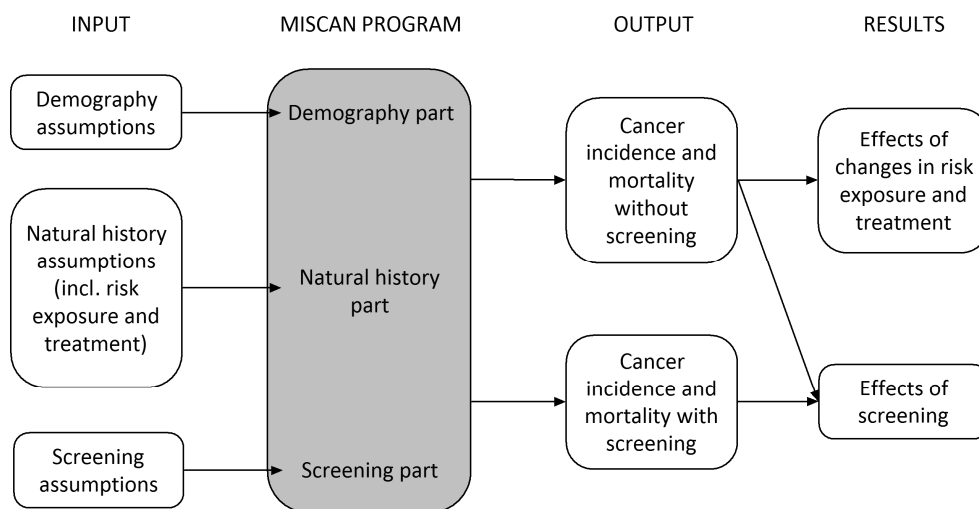 INPUT
MISCAN PROGRAM
OUTPUT
RESULTS
Demography
assumptions
Natural history
assumptions
(incl. risk
exposure and
treatment)
Screening
assumptions
Demography part
Natural history
part
Screening part
Cancer
incidence and
mortality
without
screening
Cancer
incidence and
mortality with
screening
Effects of
changes in risk
exposure and
treatment
Effects of
screening